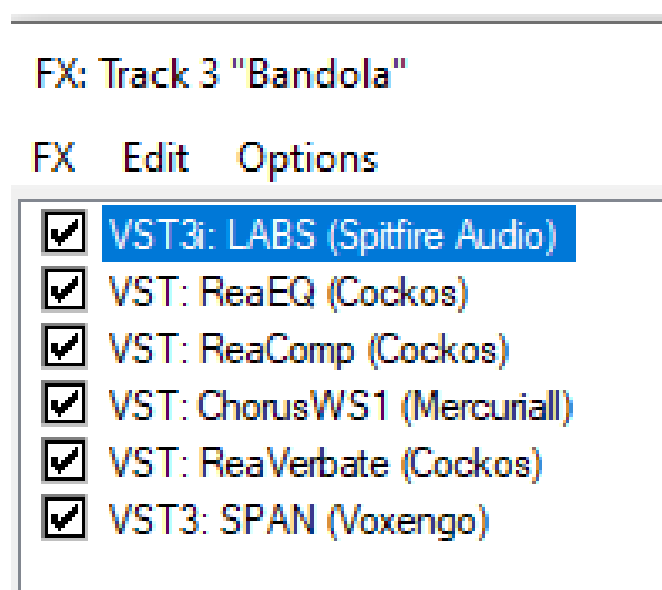 FX: Track 3 "Bandola"
FX Edit Options
VST3i: LABS (Spitfire Audio)
VST: ReaEQ (Cockos)
VST: ReaComp (Cockos)
VST: ChorusWS1 (Mercuriall)
VST: ReaVerbate (Cockos)
VST3: SPAN (Voxengo)